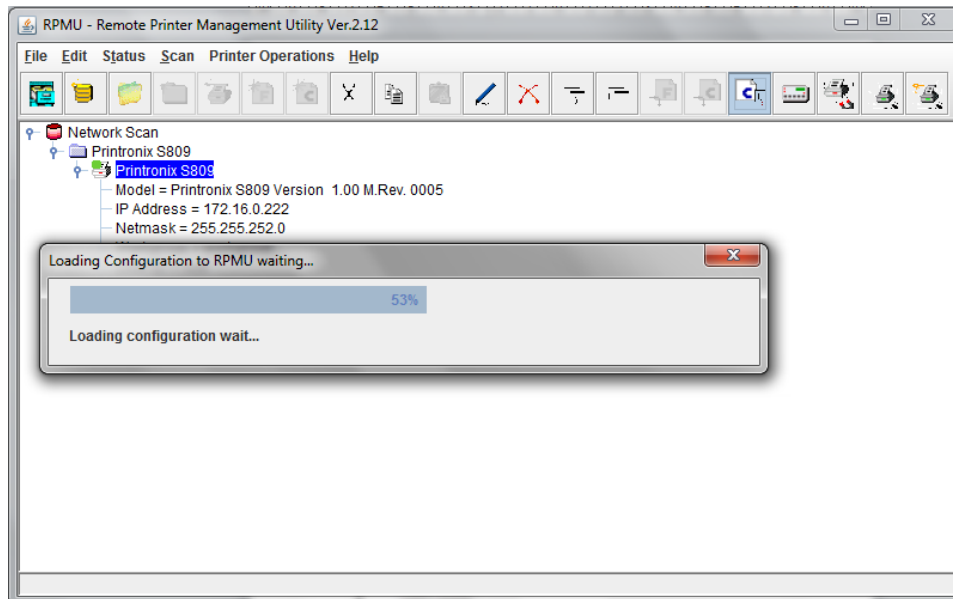 RPMU - Remote Printer Management Utility Ver.2.12
File Edit Status Scan Printer Operations Help
Network Scan
Printronix S809
Printronix S809
Model = Printronix S809 Version 1.00 M.Rev. 0005
IP Address = 172.16.0.222
Netmask = 255.255.252.0
Loading Configuration to RPMU waiting...
53%
Loading configuration wait...